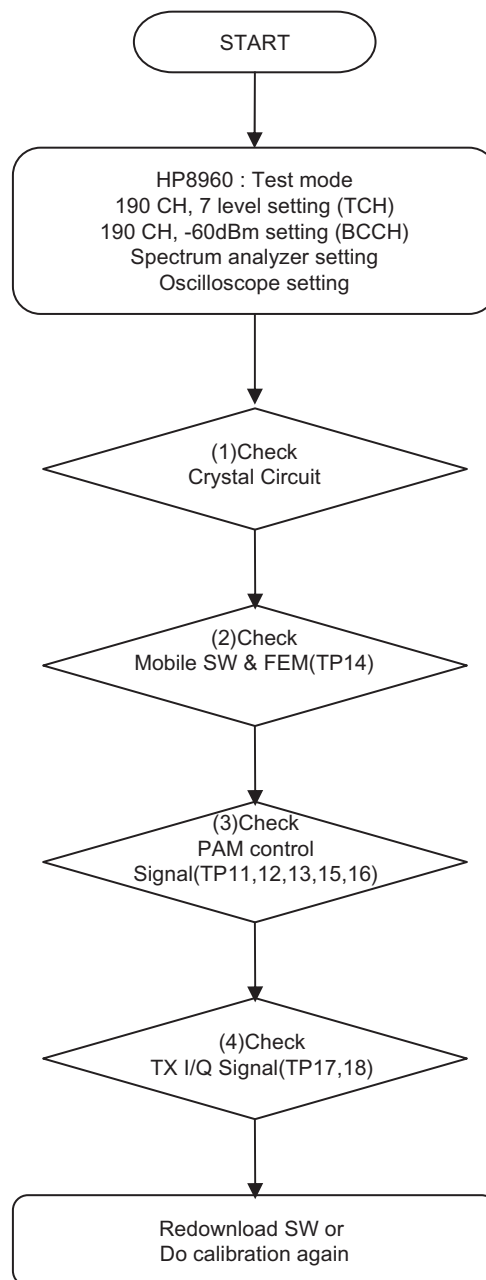 START
HP8960 : Test mode
190 CH, 7 level setting (TCH)
190 CH, -60dBm setting (BCCH)
Spectrum analyzer setting
Oscilloscope setting
(1)Check
Crystal Circuit
(2)Check
Mobile SW & FEM(TP14)
(3)Check
PAM control
Signal(TP11,12,13,15,16)
(4)Check
TX I/Q Signal(TP17,18)
Redownload SW or
Do calibration again